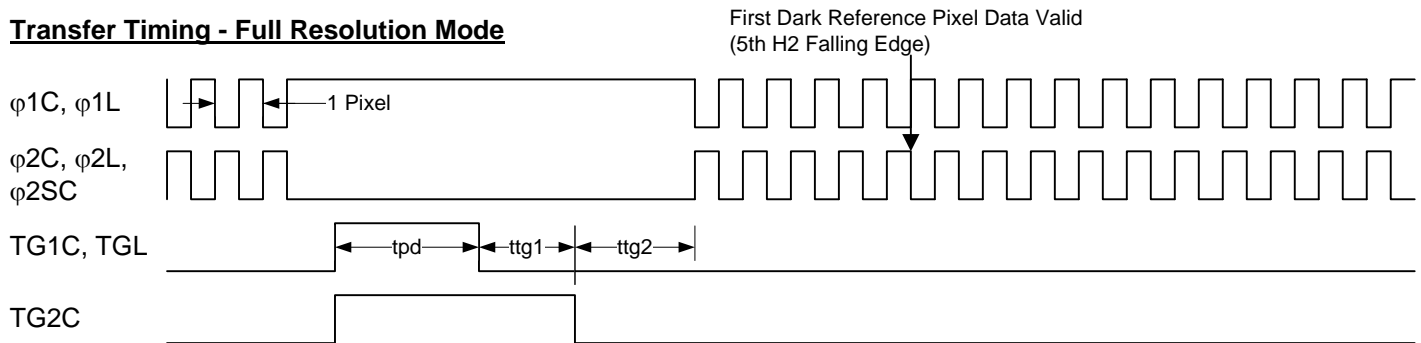 Transfer Timing - Full Resolution Mode
First Dark Reference Pixel Data Valid
(5th H2 Falling Edge)
φ1C, φ1L
1 Pixel
φ2C, φ2L,
φ2SC
TG1C, TGL
tpd
ttg1
ttg2
TG2C